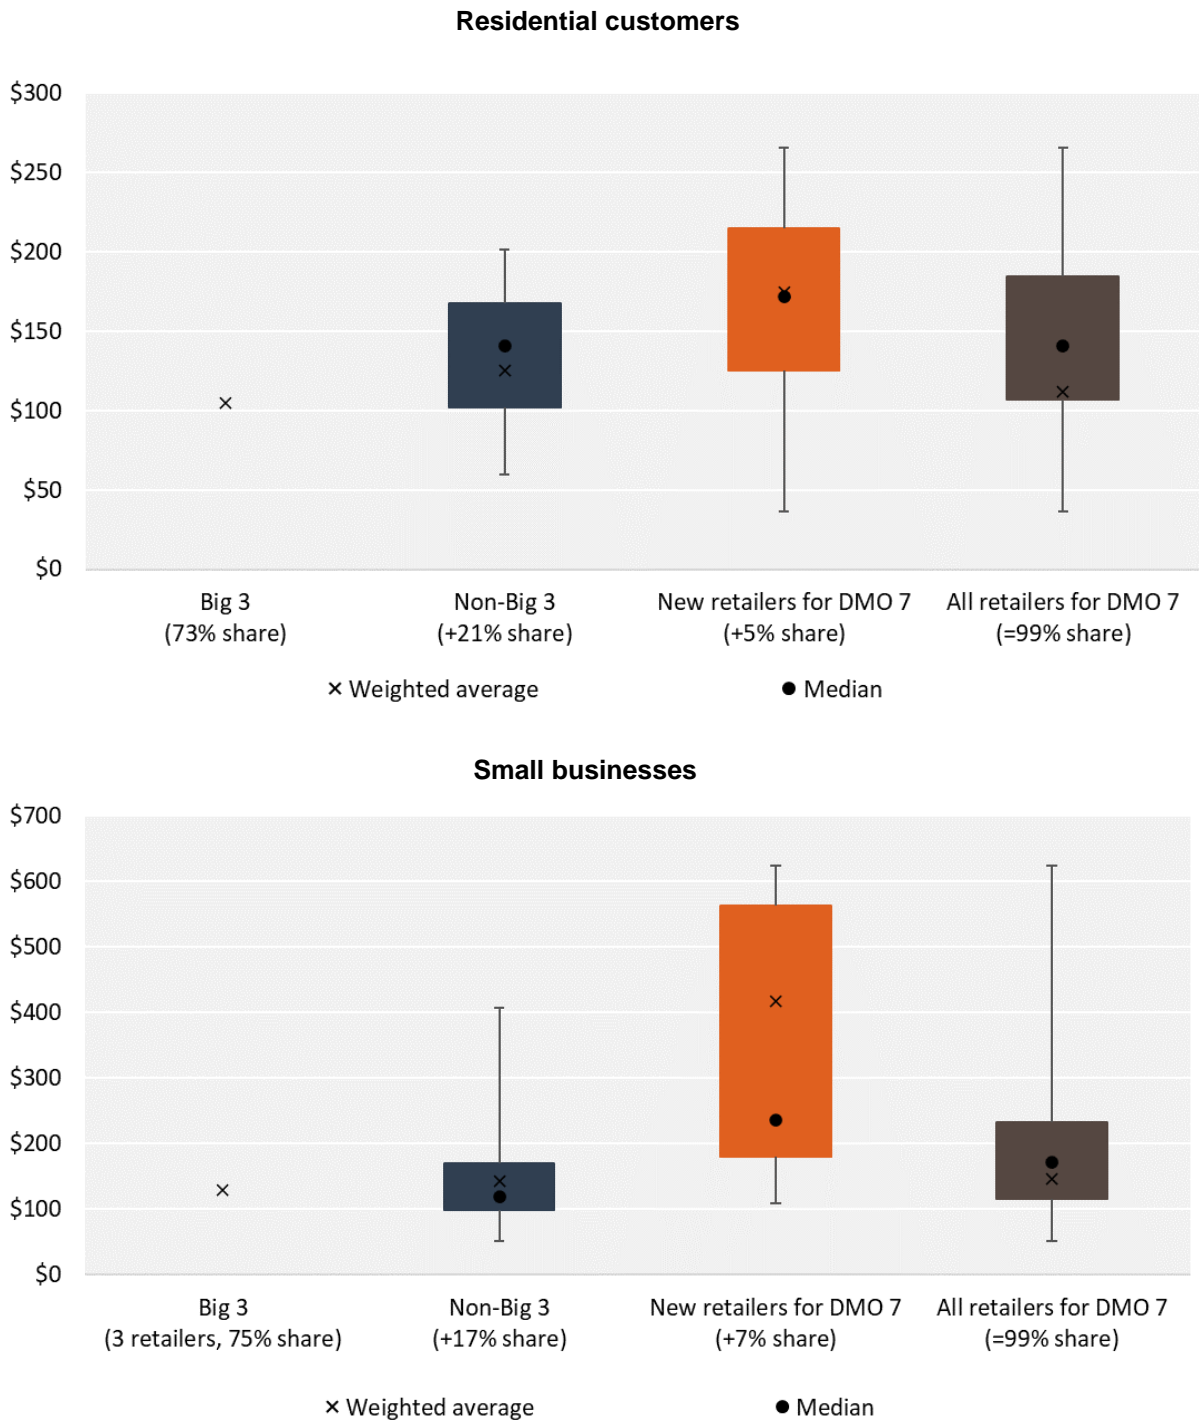 Residential customers
$300
$250
$200
$150
$100
$50
$0
Big 3
(73% share)
Non-Big 3
(+21% share)
New retailers for DMO 7
(+5% share)
All retailers for DMO 7
(=99% share)
× Weighted average
● Median
Small businesses
$700
$600
$500
$400
$300
$200
$100
$0
Big 3
(3 retailers, 75% share)
Non-Big 3
(+17% share)
New retailers for DMO 7
(+7% share)
All retailers for DMO 7
(=99% share)
× Weighted average
● Median